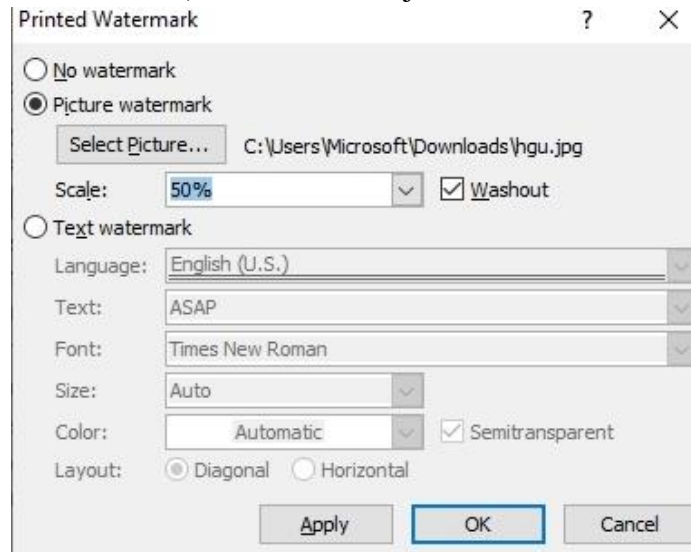 Printed Watermark ? ×
No watermark
Picture watermark
Select Picture... C:\Users\Microsoft\Downloads\hgu.jpg
Scale: 50% Washout
Text watermark
Language: English (U.S.)
Text: ASAP
Font: Times New Roman
Size: Auto
Color: Automatic Semitransparent
Layout: Diagonal Horizontal
Apply OK Cancel